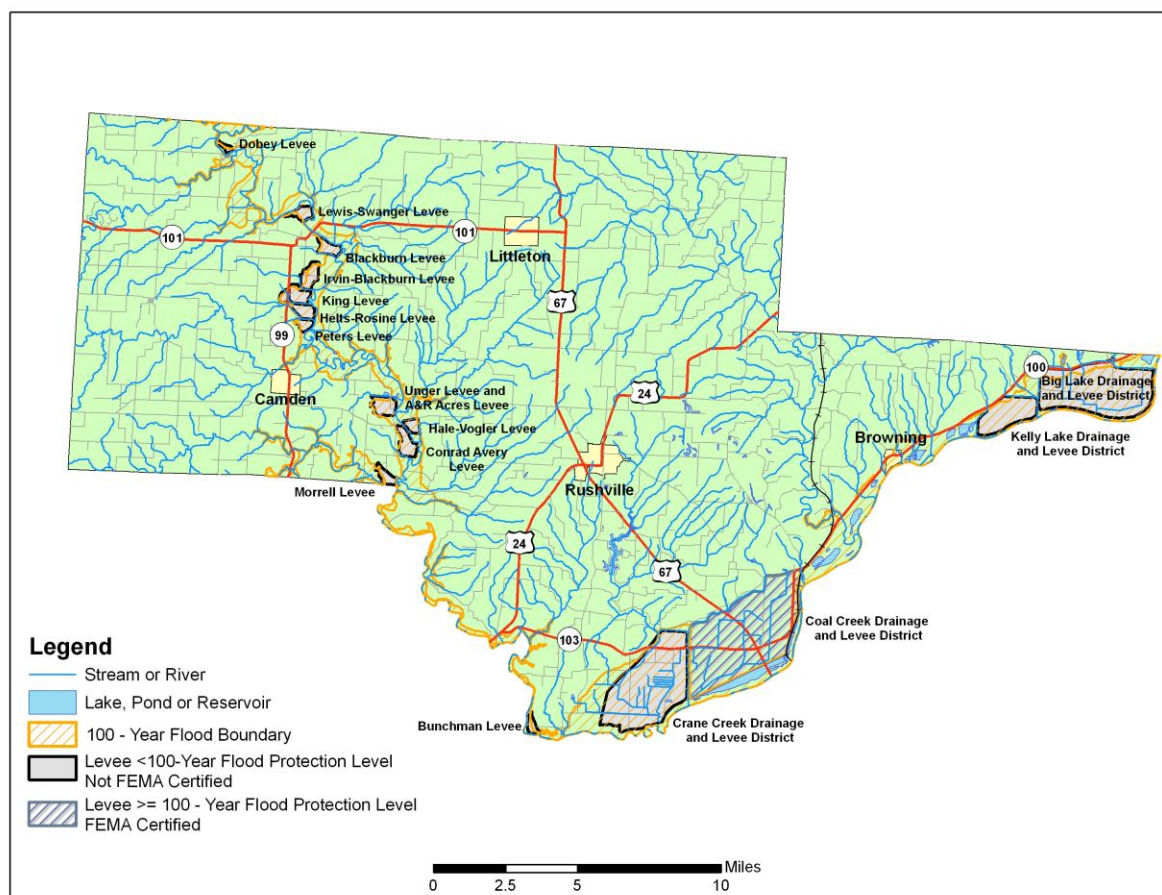 Dobey Levee
Lewis-Swanger Levee
101
101
Littleton
Blackburn Levee
Irvin-Blackburn Levee
King Levee
67
Helts-Rosine Levee
99
Peters Levee
100
Big Lake Drainage
and Levee District
Camden
Unger Levee and
A&R Acres Levee
24
Hale-Vogler Levee
Browning
Kelly Lake Drainage
and Levee District
Conrad Avery
Levee
Morrell Levee
Rushville
24
67
Coal Creek Drainage
and Levee District
103
Bunchman Levee
Crane Creek Drainage
and Levee District
Legend
Stream or River
Lake, Pond or Reservoir
100 - Year Flood Boundary
Levee <100-Year Flood Protection Level
Not FEMA Certified
Levee >= 100 - Year Flood Protection Level
FEMA Certified
Miles
0 2.5 5 10